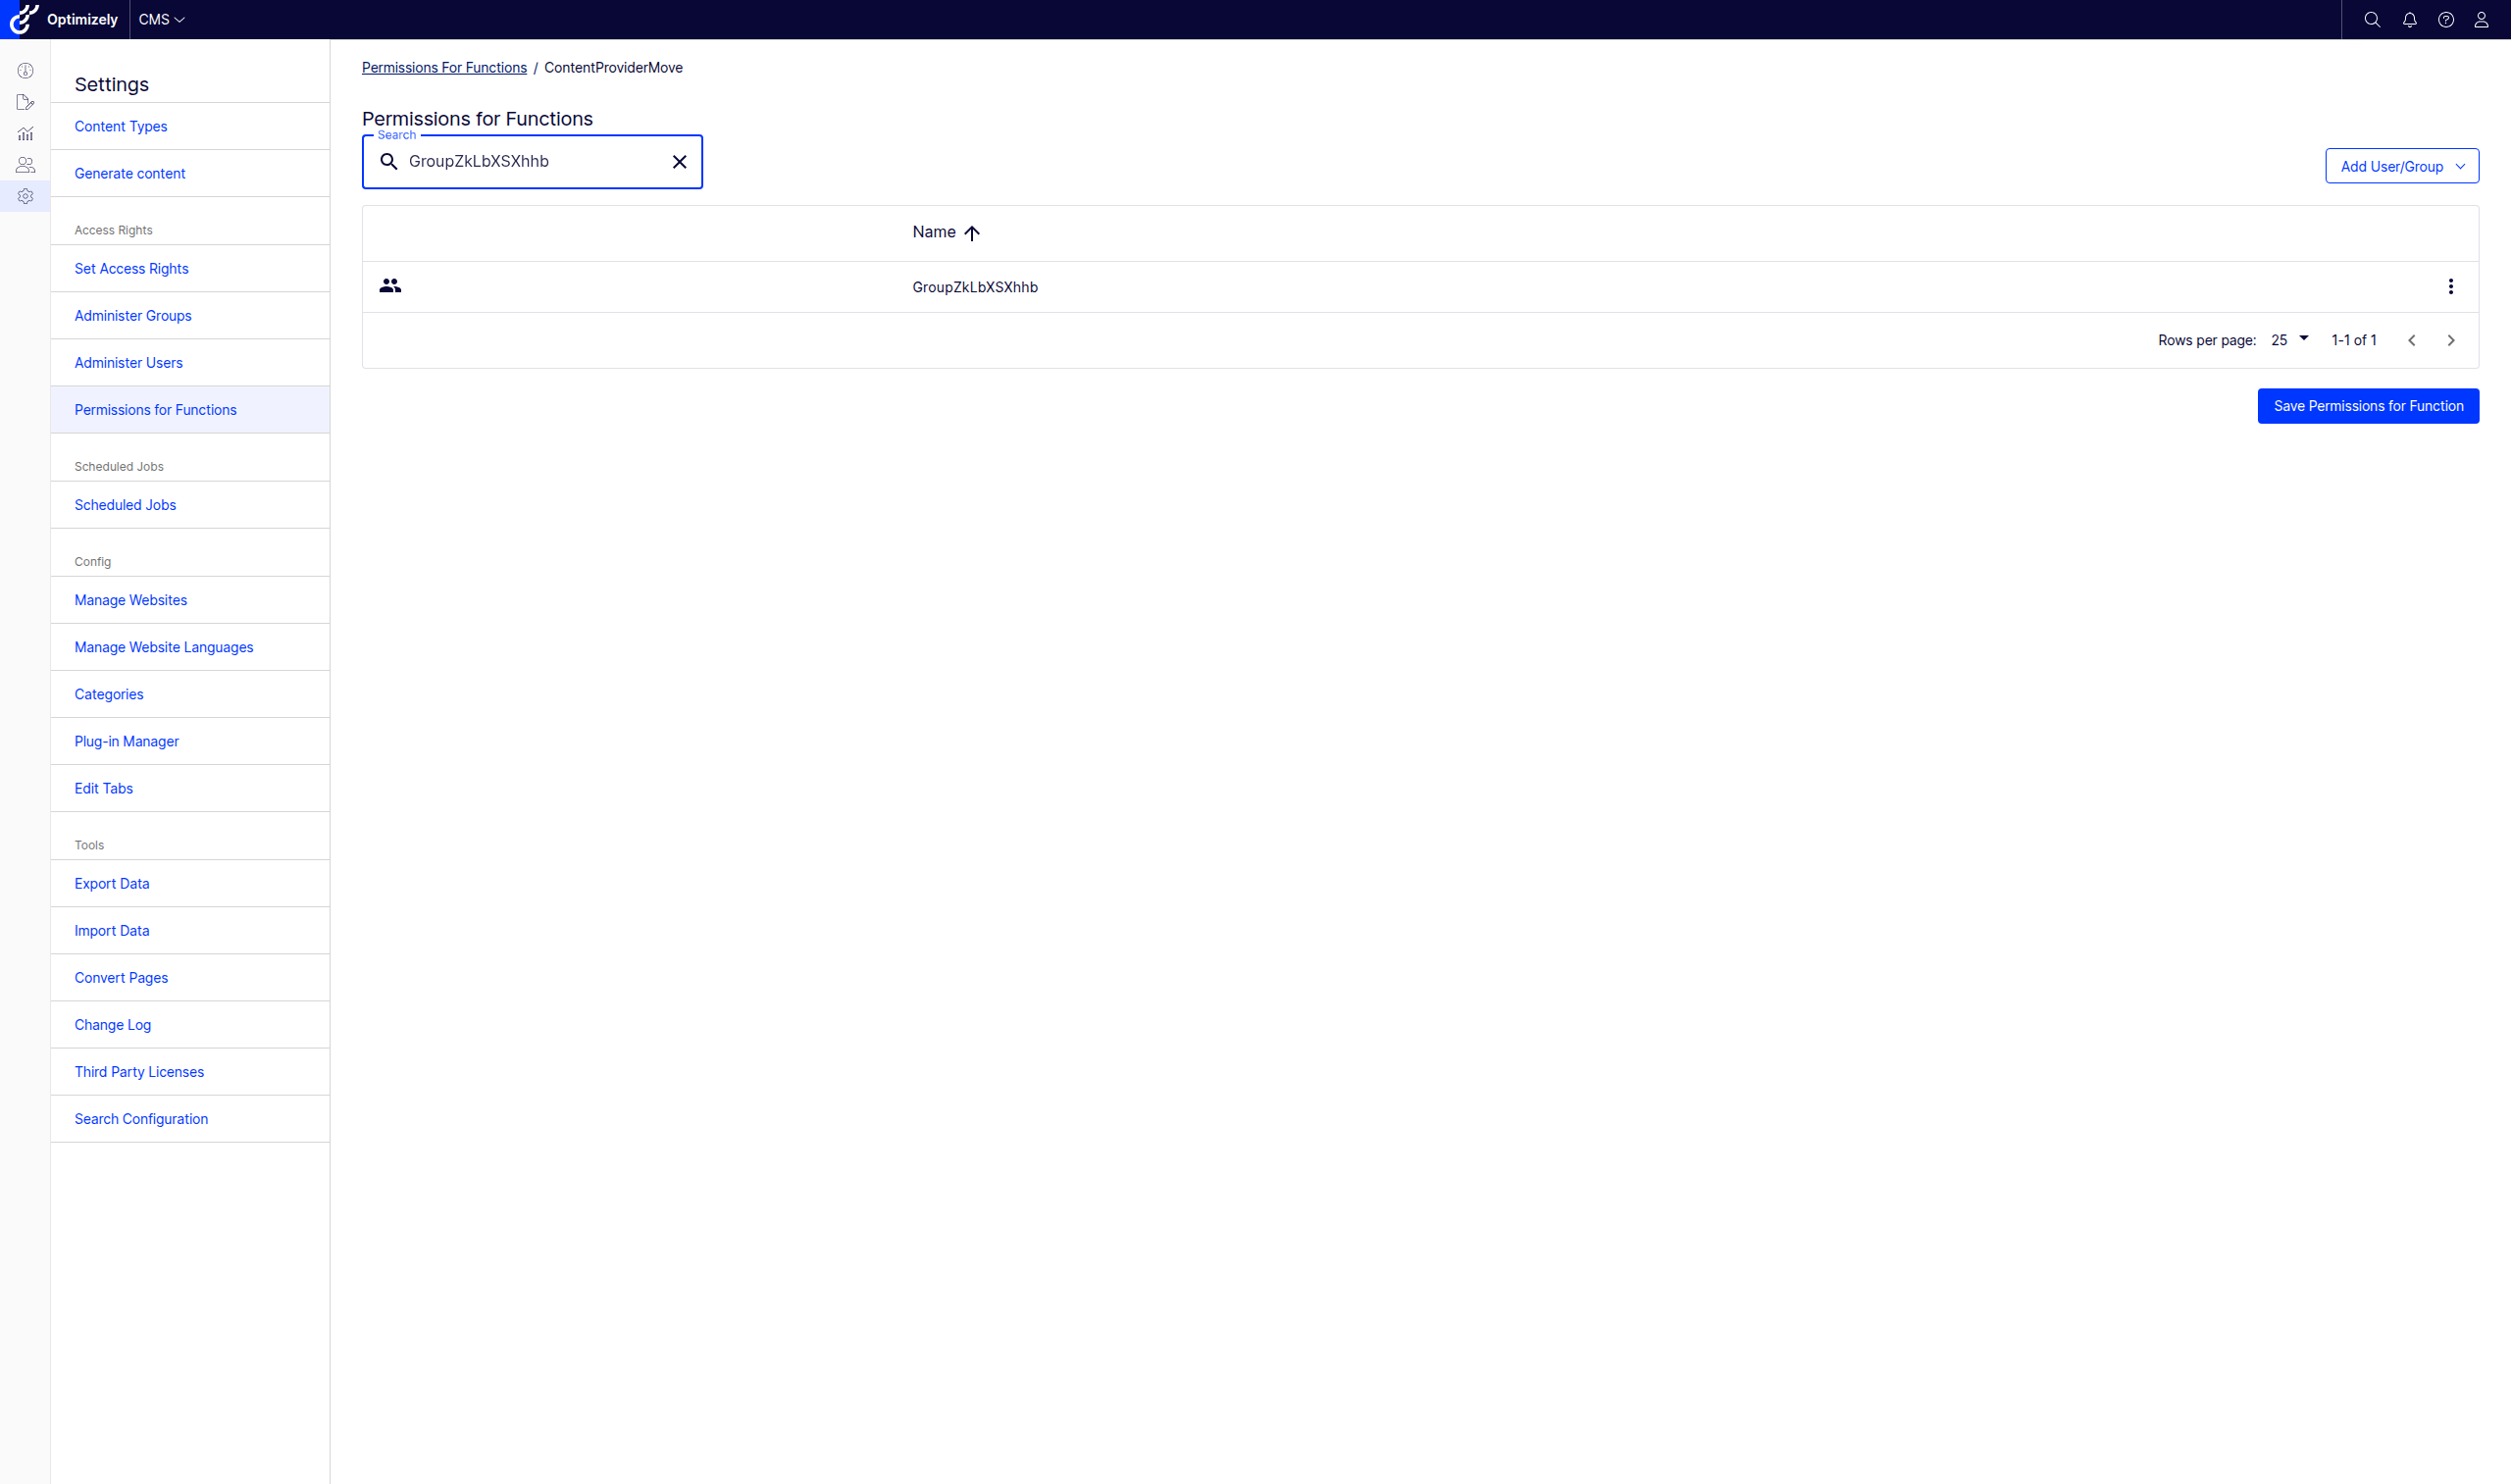 Optimizely CMS
Settings
Content Types
Generate content
Access Rights
Set Access Rights
Administer Groups
Administer Users
Permissions for Functions
Scheduled Jobs
Scheduled Jobs
Config
Manage Websites
Manage Website Languages
Categories
Plug-in Manager
Edit Tabs
Tools
Export Data
Import Data
Convert Pages
Change Log
Third Party Licenses
Search Configuration
Permissions For Functions / ContentProviderMove
Permissions for Functions
Search
GroupZkLbXSXhhb
Add User/Group
Name
GroupZkLbXSXhhb
Rows per page: 25 1-1 of 1
Save Permissions for Function